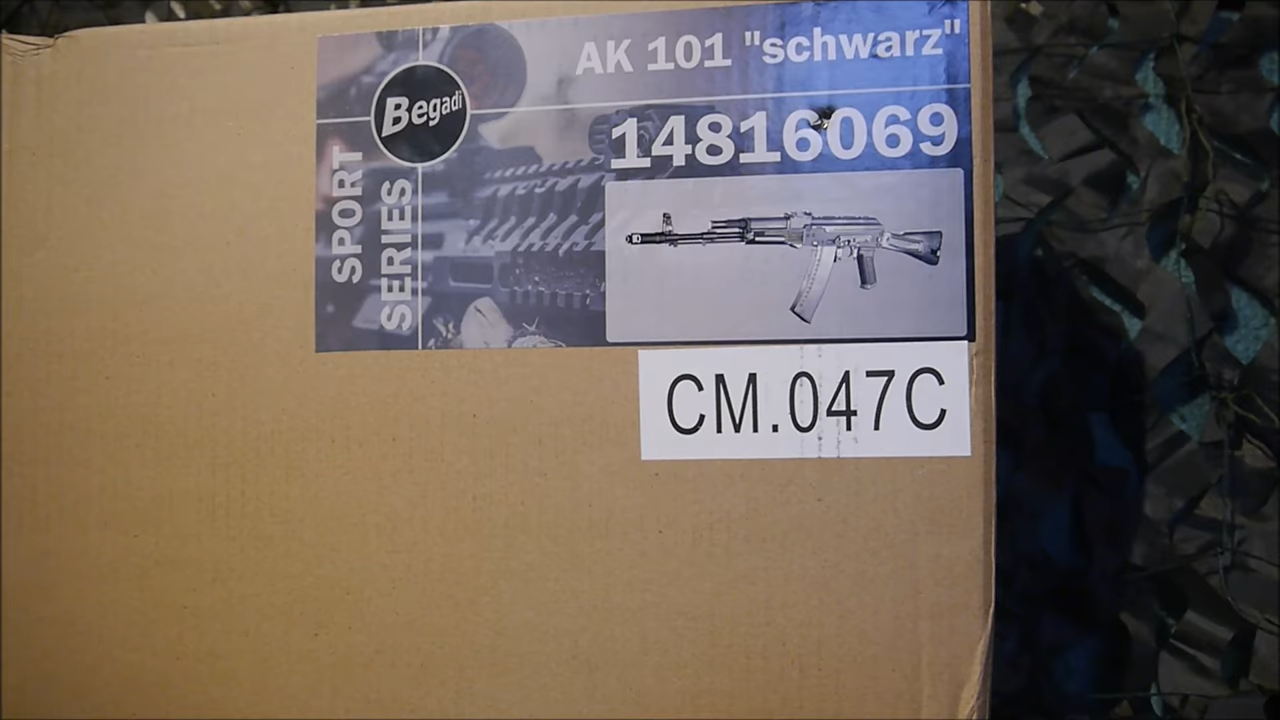 AK 101 "schwarz"
Begadi
14816069
SPORT
SERIES
CM.047C